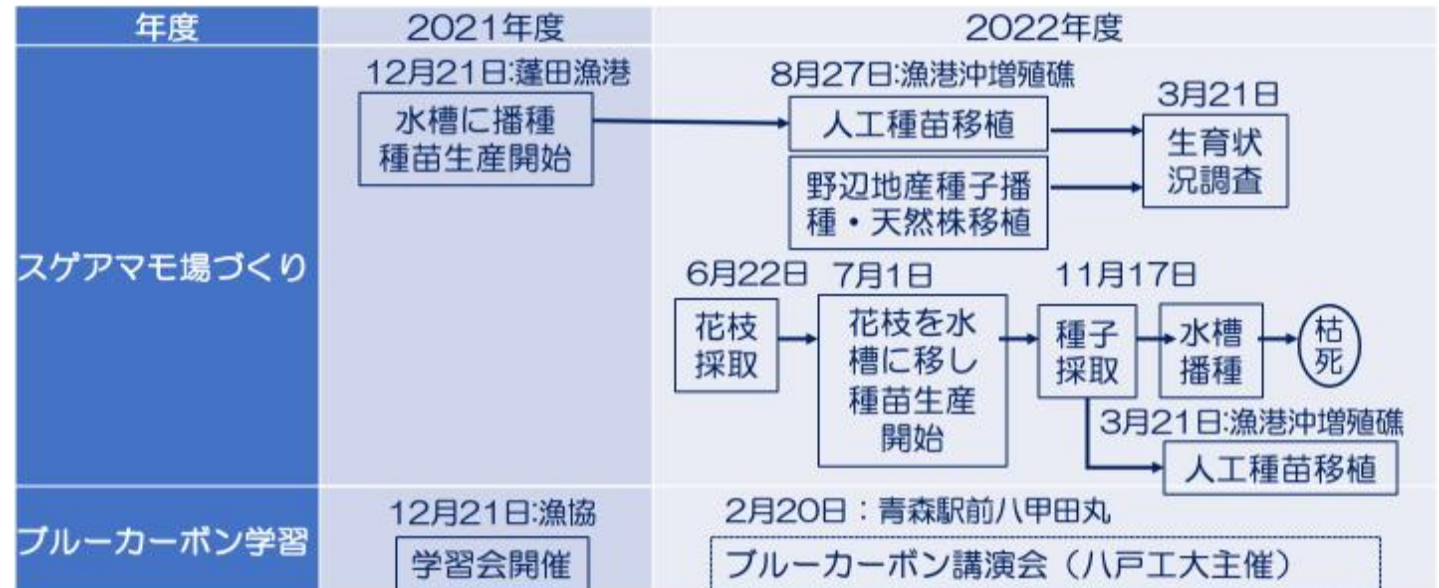 年度
2021年度
2022年度
スゲアマモ場づくり
12月21日:蓬田漁港
水槽に播種
種苗生産開始
8月27日:漁港沖増殖礁
人工種苗移植
野辺地産種子播
種・天然株移植
3月21日
生育状
況調査
6月22日
花枝
採取
7月1日
花枝を水
槽に移し
種苗生産
開始
11月17日
種子
採取
水槽
播種
枯
死
3月21日:漁港沖増殖礁
人工種苗移植
ブルーカーボン学習
12月21日:漁協
学習会開催
2月20日：青森駅前八甲田丸
ブルーカーボン講演会（八戸工大主催）